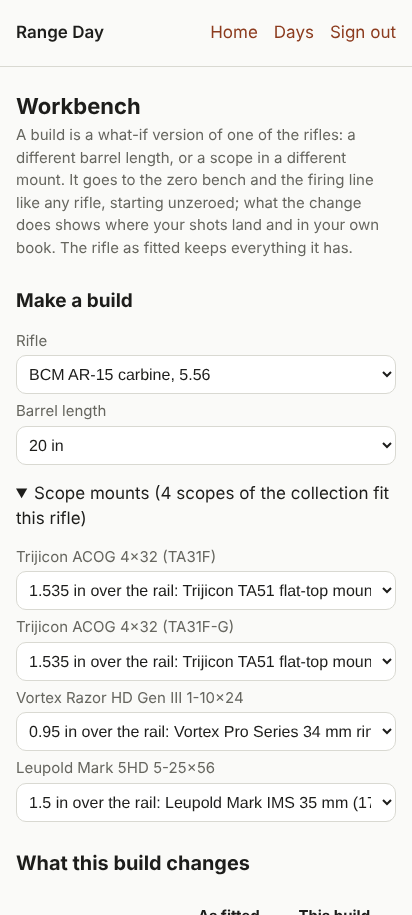 Range Day Home Days Sign out
Workbench
A build is a what-if version of one of the rifles: a
different barrel length, or a scope in a different
mount. It goes to the zero bench and the firing line
like any rifle, starting unzeroed; what the change
does shows where your shots land and in your own
book. The rifle as fitted keeps everything it has.
Make a build
Rifle
BCM AR-15 carbine, 5.56
Barrel length
20 in
▼ Scope mounts (4 scopes of the collection fit
this rifle)
Trijicon ACOG 4×32 (TA31F)
1.535 in over the rail: Trijicon TA51 flat-top moun
Trijicon ACOG 4×32 (TA31F-G)
1.535 in over the rail: Trijicon TA51 flat-top moun
Vortex Razor HD Gen III 1-10×24
0.95 in over the rail: Vortex Pro Series 34 mm rin
Leupold Mark 5HD 5-25×56
1.5 in over the rail: Leupold Mark IMS 35 mm (17
What this build changes
As fitted This build